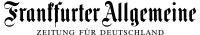 Frankfurter Allgemeine
ZEITUNG FÜR DEUTSCHLAND